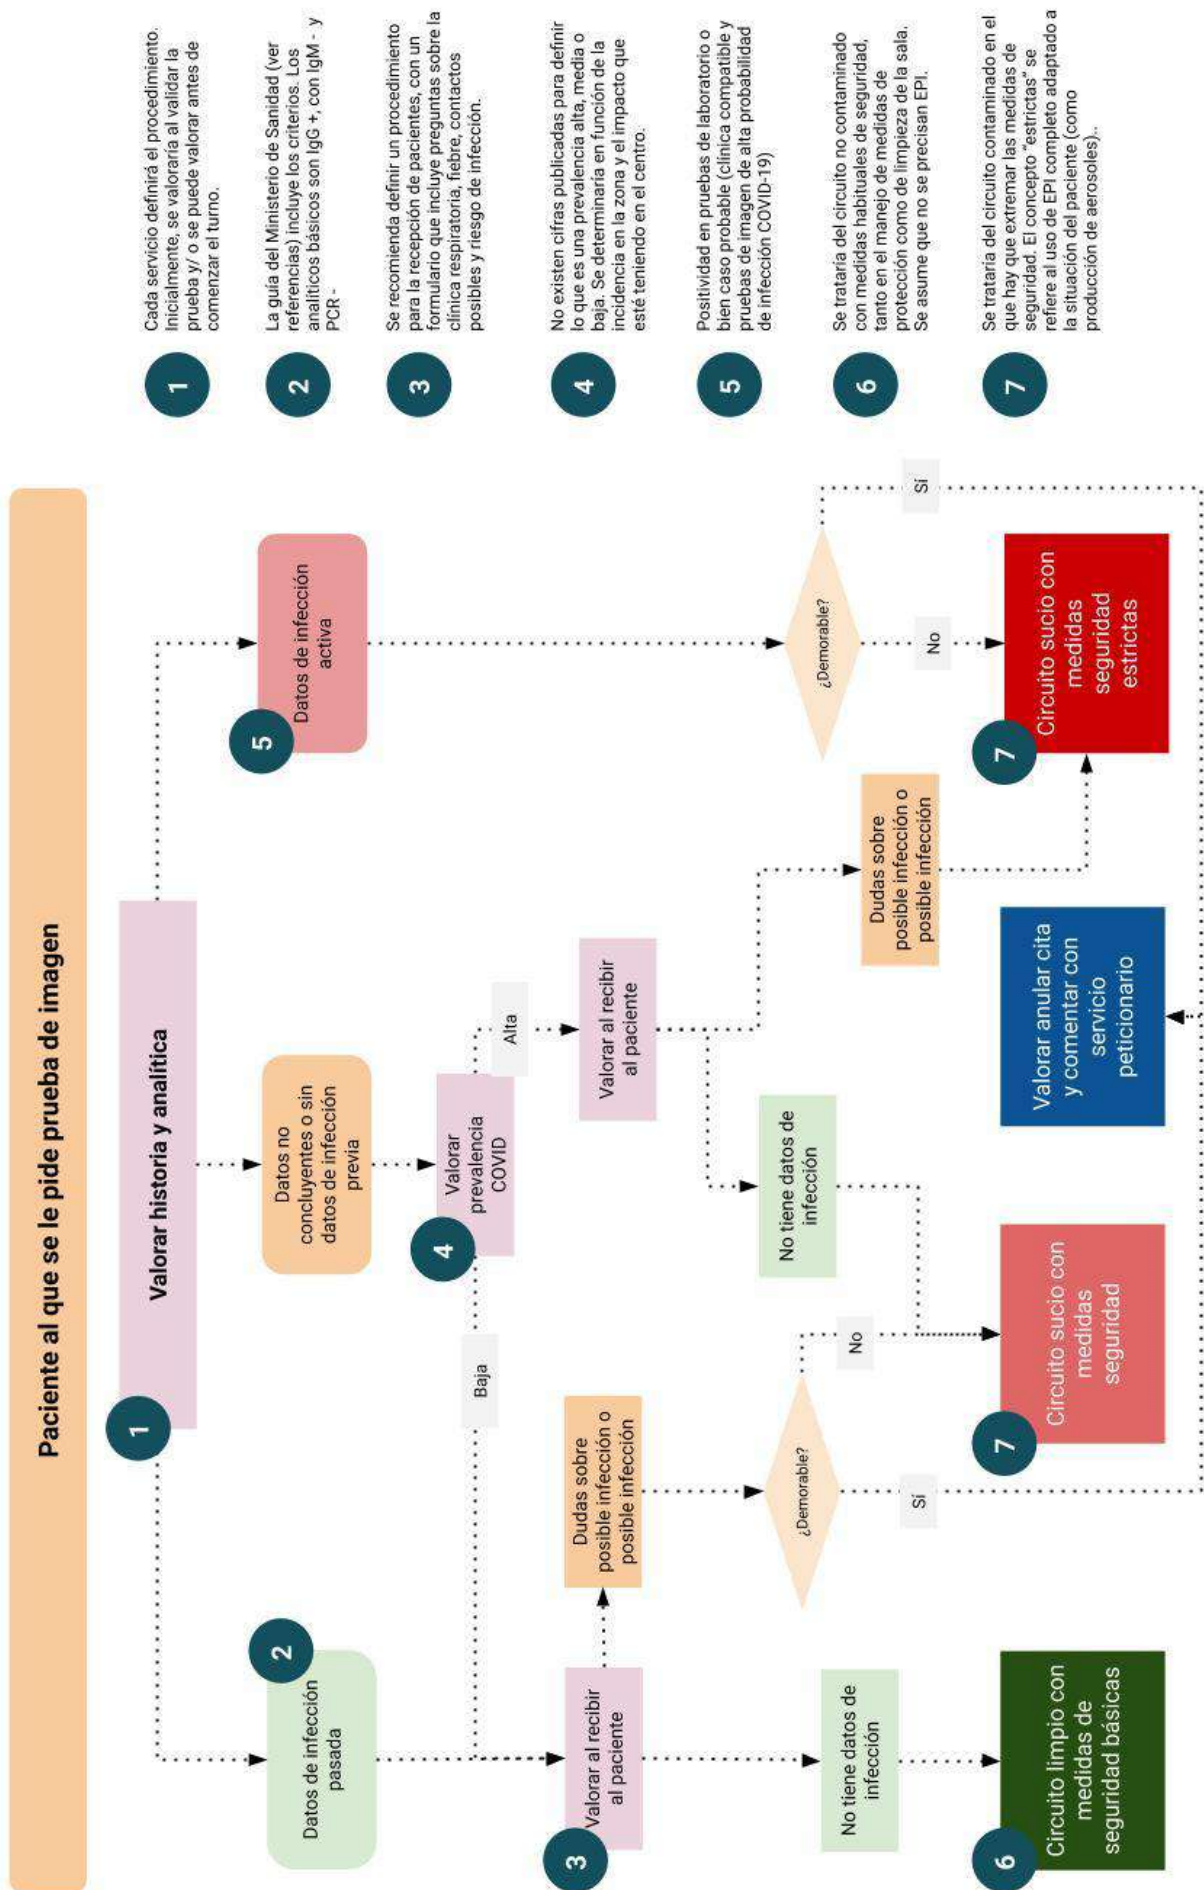 Paciente al que se le pide prueba de imagen
1
Valorar historia y analítica
2
Datos de infección
pasada
Datos no
concluyentes o sin
datos de infección
previa
5
Datos de infección
activa
4
Valorar
prevalencia
COVID
Baja
Alta
3
Valorar al recibir
al paciente
Dudas sobre
posible infección o
posible infección
Valorar al recibir
al paciente
No tiene datos de
infección
¿Demorable?
No
Sí
No tiene datos de
infección
Dudas sobre
posible infección o
posible infección
¿Demorable?
No
Sí
6
Circuito limpio con
medidas de
seguridad básicas
7
Circuito sucio con
medidas
seguridad
Valorar anular cita
y comentar con
servicio
peticionario
7
Circuito sucio con
medidas
seguridad
estrictas
1
Cada servicio definirá el procedimiento.
Inicialmente, se valoraría al validar la
prueba y/ o se puede valorar antes de
comenzar el turno.
2
La guía del Ministerio de Sanidad (ver
referencias) incluye los criterios. Los
analíticos básicos son IgG +, con IgM - y
PCR -
3
Se recomienda definir un procedimiento
para la recepción de pacientes, con un
formulario que incluye preguntas sobre la
clínica respiratoria, fiebre, contactos
posibles y riesgo de infección.
4
No existen cifras publicadas para definir
lo que es una prevalencia alta, media o
baja. Se determinaría en función de la
incidencia en la zona y el impacto que
esté teniendo en el centro.
5
Positividad en pruebas de laboratorio o
bien caso probable (clínica compatible y
pruebas de imagen de alta probabilidad
de infección COVID-19)
6
Se trataría del circuito no contaminado
con medidas habituales de seguridad,
tanto en el manejo de medidas de
protección como de limpieza de la sala.
Se asume que no se precisan EPI.
7
Se trataría del circuito contaminado en el
que hay que extremar las medidas de
seguridad. El concepto "estrictas" se
refiere al uso de EPI completo adaptado a
la situación del paciente (como
producción de aerosoles)..